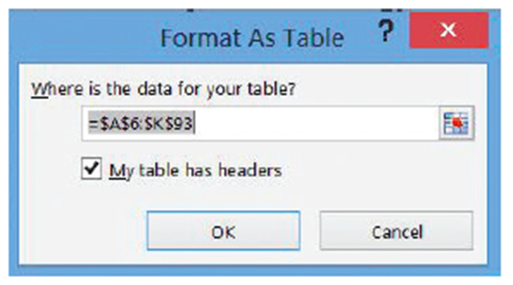 Format As Table ?
Where is the data for your table?
=$A$6:$K$93
My table has headers
OK Cancel